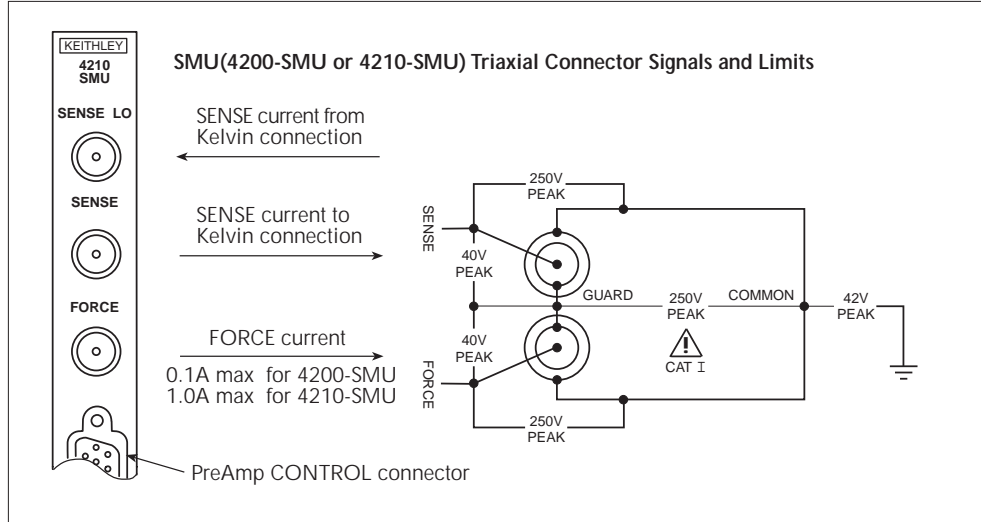 KEITHLEY
4210
SMU
SENSE LO
SENSE
FORCE
SMU(4200-SMU or 4210-SMU) Triaxial Connector Signals and Limits
SENSE current from
Kelvin connection
SENSE current to
Kelvin connection
FORCE current
0.1A max for 4200-SMU
1.0A max for 4210-SMU
PreAmp CONTROL connector
250V
PEAK
SENSE
40V
PEAK
GUARD
250V
PEAK
COMMON
42V
PEAK
40V
PEAK
CAT I
FORCE
250V
PEAK